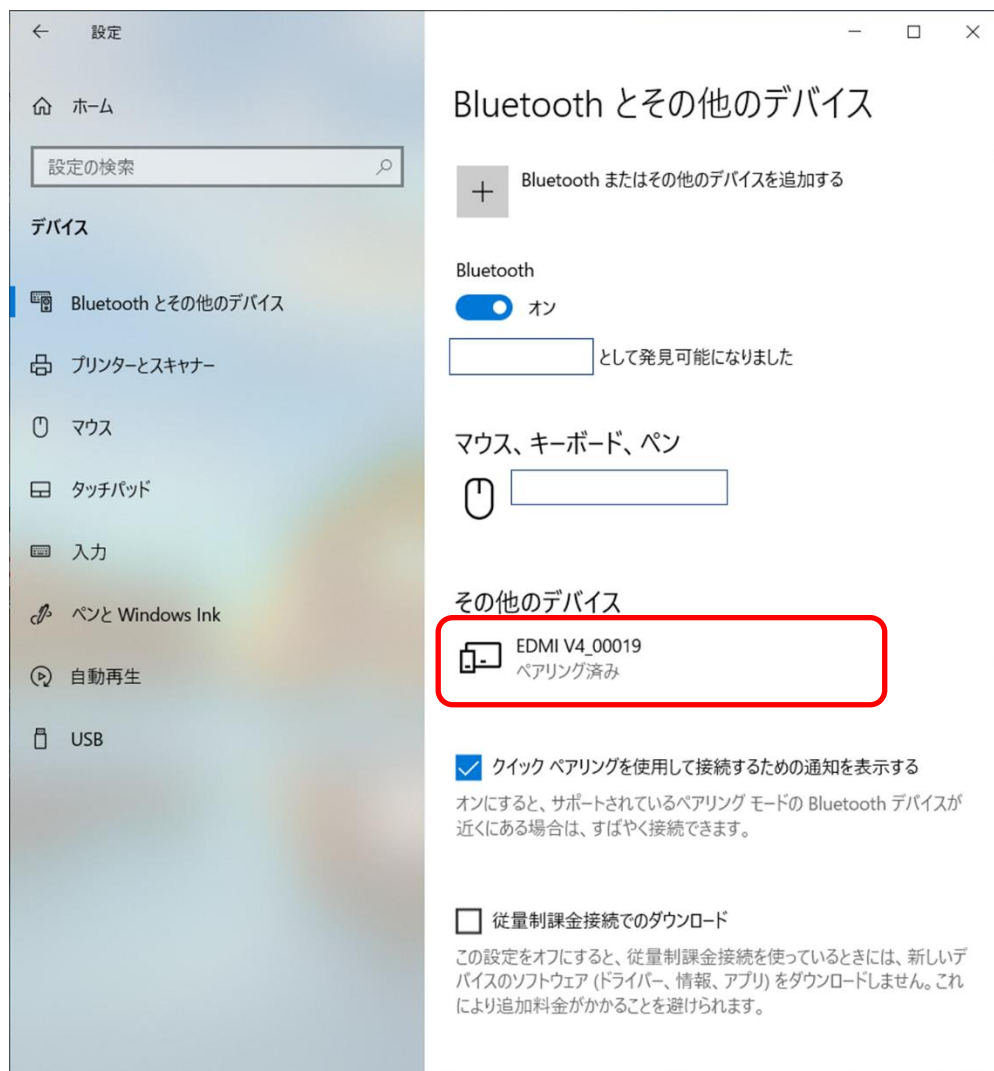 設定
ホーム
設定の検索
デバイス
Bluetooth とその他のデバイス
プリンターとスキャナー
マウス
タッチパッド
入力
ペンと Windows Ink
自動再生
USB
Bluetooth とその他のデバイス
Bluetooth またはその他のデバイスを追加する
Bluetooth
オン
として発見可能になりました
マウス、キーボード、ペン
その他のデバイス
EDMI V4_00019
ペアリング済み
クイック ペアリングを使用して接続するための通知を表示する
オンにすると、サポートされているペアリング モードの Bluetooth デバイスが
近くにある場合は、すばやく接続できます。
従量制課金接続でのダウンロード
この設定をオフにすると、従量制課金接続を使っているときには、新しいデ
バイスのソフトウェア (ドライバー、情報、アプリ) をダウンロードしません。これ
により追加料金がかかることを避けられます。